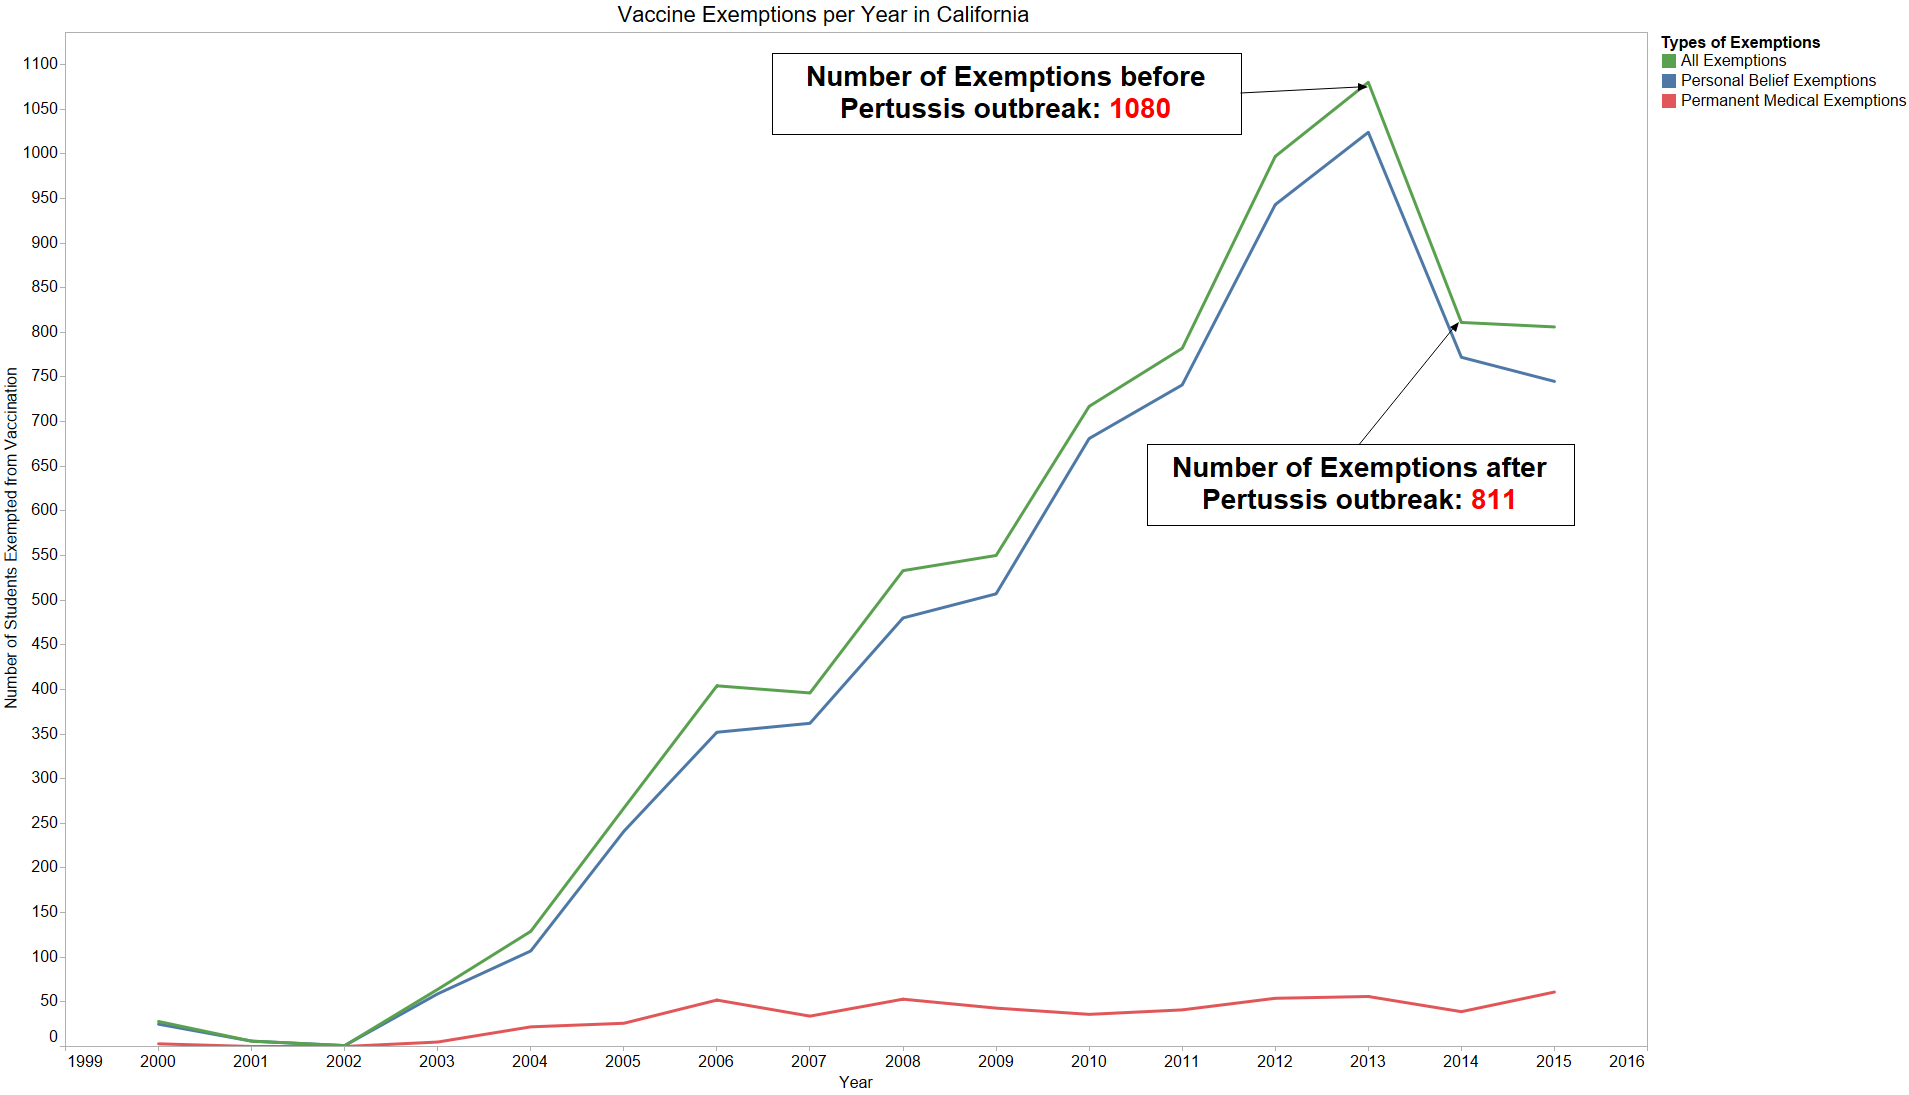 Vaccine Exemptions per Year in California
Types of Exemptions
All Exemptions
Personal Belief Exemptions
Permanent Medical Exemptions
Number of Exemptions before
Pertussis outbreak: 1080
Number of Exemptions after
Pertussis outbreak: 811
Number of Students Exempted from Vaccination
1100
1050
1000
950
900
850
800
750
700
650
600
550
500
450
400
350
300
250
200
150
100
50
0
1999 2000 2001 2002 2003 2004 2005 2006 2007 2008 2009 2010 2011 2012 2013 2014 2015 2016
Year